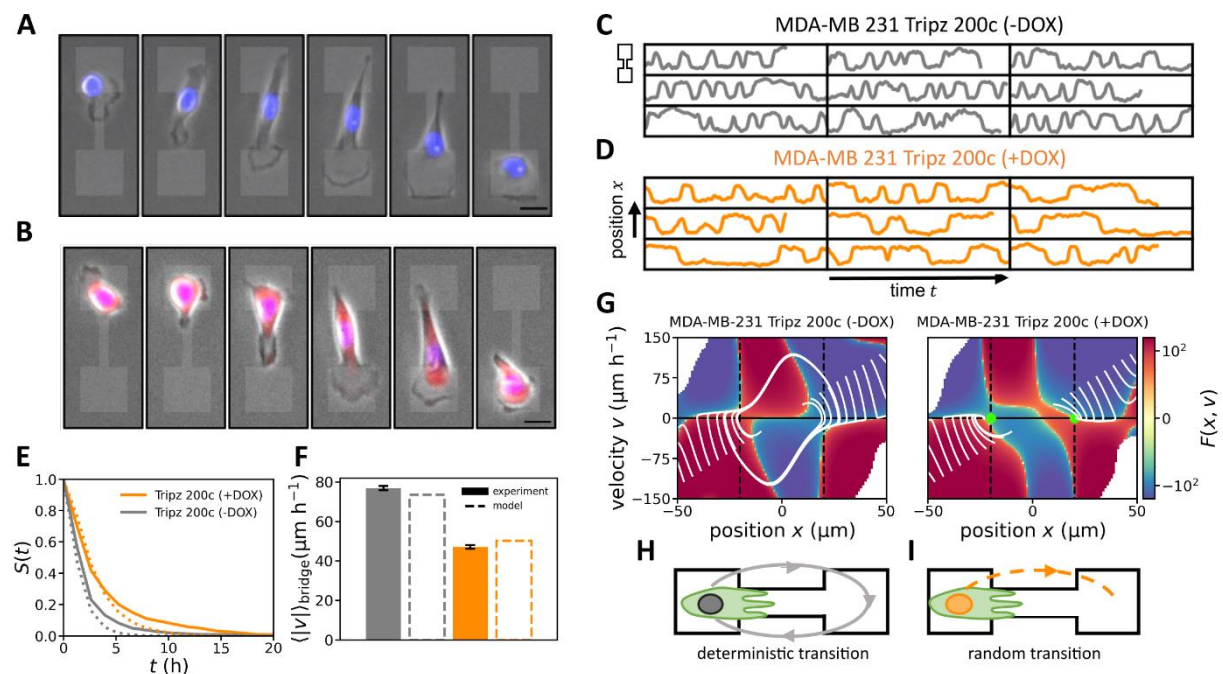 A
B
C
MDA-MB 231 Tripz 200c (-DOX)
D
MDA-MB 231 Tripz 200c (+DOX)
position x
time t
E
S(t)
1.0
0.8
0.6
0.4
0.2
0.0
Tripz 200c (+DOX)
Tripz 200c (-DOX)
0 5 10 15 20
t (h)
F
⟨|v|⟩bridge(μm h⁻¹)
80
60
40
20
0
experiment
model
G
MDA-MB-231 Tripz 200c (-DOX)
MDA-MB-231 Tripz 200c (+DOX)
velocity v (μm h⁻¹)
150
75
0
−75
−150
−50 0 50
position x (μm)
−50 0 50
position x (μm)
10²
0
−10²
F(x, v)
H
deterministic transition
I
random transition